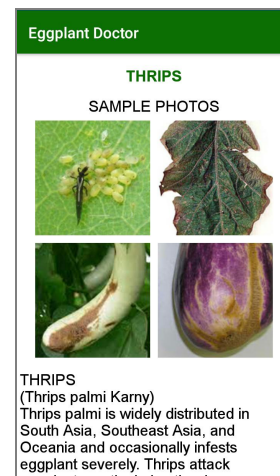 Eggplant Doctor
THRIPS
SAMPLE PHOTOS
THRIPS
(Thrips palmi Karny)
Thrips palmi is widely distributed in
South Asia, Southeast Asia, and
Oceania and occasionally infests
eggplant severely. Thrips attack